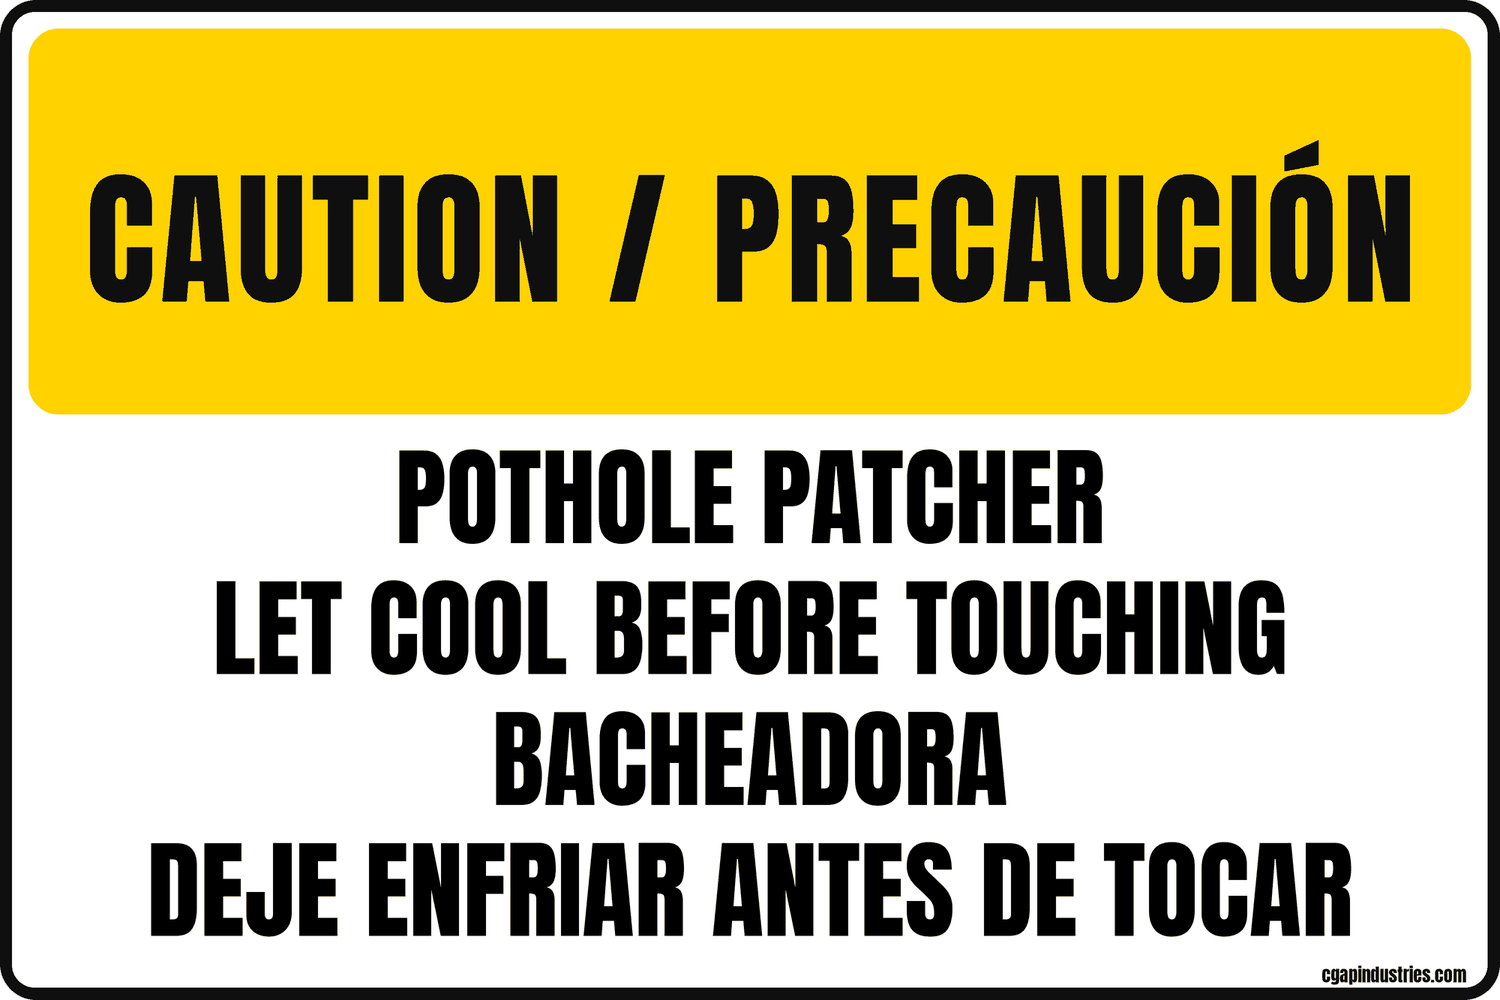 CAUTION / PRECAUCIÓN
POTHOLE PATCHER
LET COOL BEFORE TOUCHING
BACHEADORA
DEJE ENFRIAR ANTES DE TOCAR
cgapindustries.com